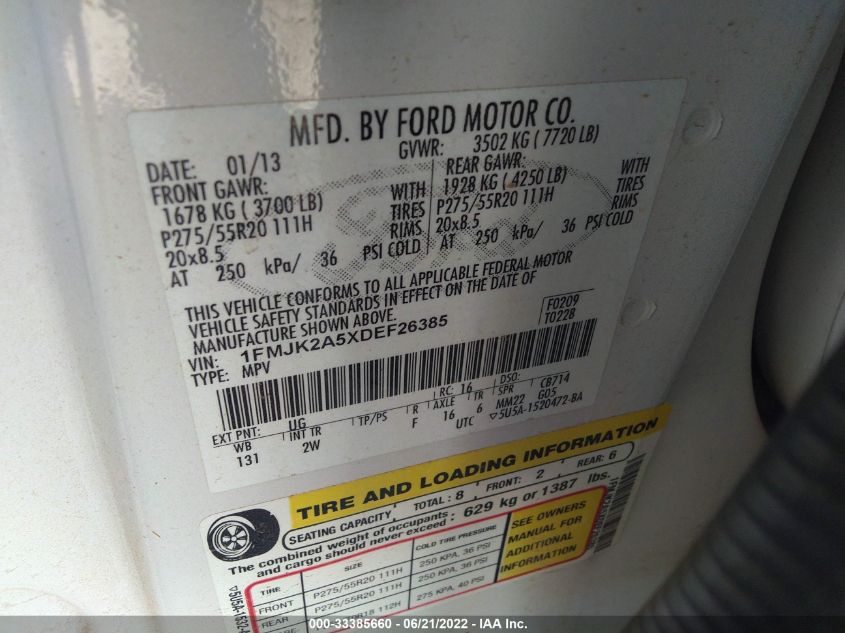 MFD. BY FORD MOTOR CO.
DATE: 01/13 GVWR: 3502 KG ( 7720 LB)
FRONT GAWR: REAR GAWR:
1678 KG ( 3700 LB) WITH 1928 KG ( 4250 LB) WITH
P275/55R20 111H TIRES P275/55R20 111H TIRES
20x8.5 RIMS 20x8.5 RIMS
AT 250 kPa/ 36 PSI COLD AT 250 kPa/ 36 PSI COLD
THIS VEHICLE CONFORMS TO ALL APPLICABLE FEDERAL MOTOR
VEHICLE SAFETY STANDARDS IN EFFECT ON THE DATE OF
MANUFACTURE SHOWN ABOVE.
F0209
T0228
VIN: 1FMJK2A5XDEF26385
TYPE: MPV
EXT PNT: UG RC: 16 DSO:
WB INT TR TP/PS R AXLE TR SPR CB714
131 2W F 16 6 MM22 G05
UTC ▽5U5A-1520472-BA
TIRE AND LOADING INFORMATION
SEATING CAPACITY TOTAL: 8 FRONT: 2 REAR: 6
The combined weight of occupants
and cargo should never exceed : 629 kg or 1387 lbs.
TIRE SIZE COLD TIRE PRESSURE
FRONT P275/55R20 111H 250 KPA, 36 PSI
REAR P275/55R20 111H 250 KPA, 36 PSI
R18 112H 275 KPA, 40 PSI
SEE OWNERS
MANUAL FOR
ADDITIONAL
INFORMATION
000-33385660 - 06/21/2022 - IAA Inc.